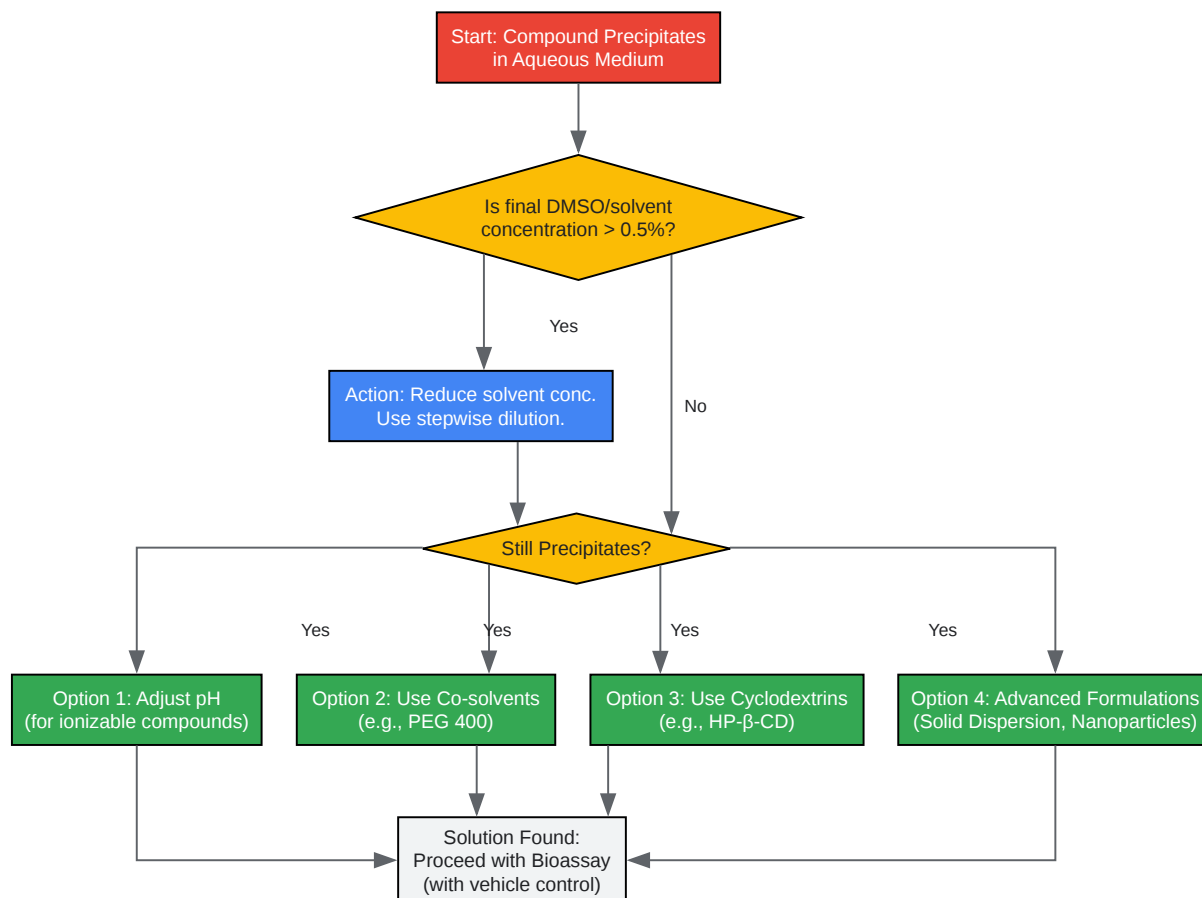 Start: Compound Precipitates
in Aqueous Medium
Is final DMSO/solvent
concentration > 0.5%?
Yes
Action: Reduce solvent conc.
Use stepwise dilution.
No
Still Precipitates?
Yes
Yes
Yes
Yes
Option 1: Adjust pH
(for ionizable compounds)
Option 2: Use Co-solvents
(e.g., PEG 400)
Option 3: Use Cyclodextrins
(e.g., HP-β-CD)
Option 4: Advanced Formulations
(Solid Dispersion, Nanoparticles)
Solution Found:
Proceed with Bioassay
(with vehicle control)